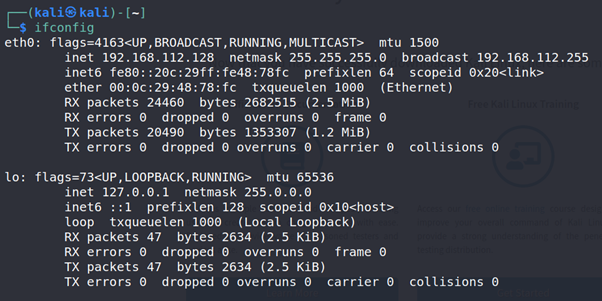 (kali㉿kali)-[~]
$ ifconfig
eth0: flags=4163<UP,BROADCAST,RUNNING,MULTICAST>  mtu 1500
inet 192.168.112.128  netmask 255.255.255.0  broadcast 192.168.112.255
inet6 fe80::20c:29ff:fe48:78fc  prefixlen 64  scopeid 0x20<link>
ether 00:0c:29:48:78:fc  txqueuelen 1000  (Ethernet)
RX packets 24460  bytes 2682515 (2.5 MiB)
RX errors 0  dropped 0  overruns 0  frame 0
TX packets 20490  bytes 1353307 (1.2 MiB)
TX errors 0  dropped 0 overruns 0  carrier 0  collisions 0
lo: flags=73<UP,LOOPBACK,RUNNING>  mtu 65536
inet 127.0.0.1  netmask 255.0.0.0
inet6 ::1  prefixlen 128  scopeid 0x10<host>
loop  txqueuelen 1000  (Local Loopback)
RX packets 47  bytes 2634 (2.5 KiB)
RX errors 0  dropped 0  overruns 0  frame 0
TX packets 47  bytes 2634 (2.5 KiB)
TX errors 0  dropped 0 overruns 0  carrier 0  collisions 0
Free Kali Linux Training